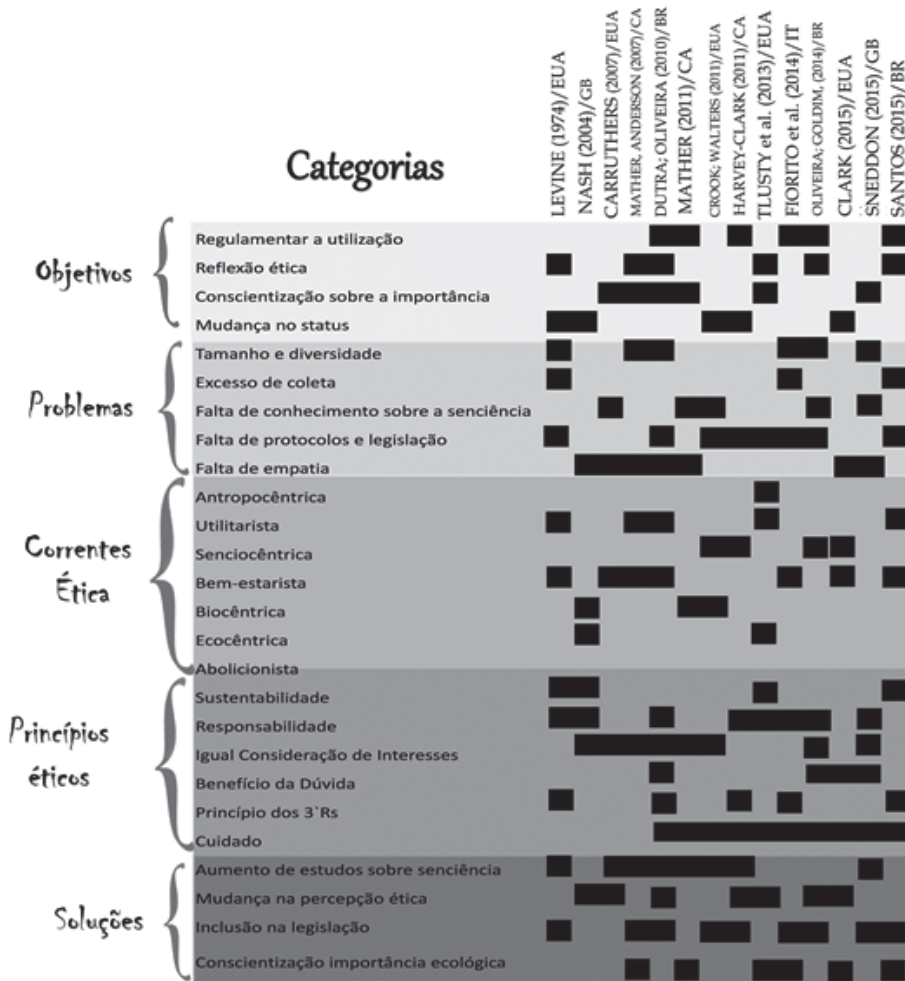 Categorias
LEVINE (1974)/EUA
NASH (2004)/GB
CARRUTHERS (2007)/EUA
MATHER, ANDERSON (2007)/CA
DUTRA; OLIVEIRA (2010)/BR
MATHER (2011)/CA
CROOK; WALTERS (2011)/EUA
HARVEY-CLARK (2011)/CA
TLUSTY et al. (2013)/EUA
FIORITO et al. (2014)/IT
OLIVEIRA; GOLDIM, (2014)/BR
CLARK (2015)/EUA
SNEDDON (2015)/GB
SANTOS (2015)/BR
Objetivos
Regulamentar a utilização
Reflexão ética
Conscientização sobre a importância
Mudança no status
Problemas
Tamanho e diversidade
Excesso de coleta
Falta de conhecimento sobre a senciência
Falta de protocolos e legislação
Falta de empatia
Correntes
Ética
Antropocêntrica
Utilitarista
Senciocêntrica
Bem-estarista
Biocêntrica
Ecocêntrica
Abolicionista
Princípios
éticos
Sustentabilidade
Responsabilidade
Igual Consideração de Interesses
Benefício da Dúvida
Princípio dos 3`Rs
Cuidado
Soluções
Aumento de estudos sobre senciência
Mudança na percepção ética
Inclusão na legislação
Conscientização importância ecológica